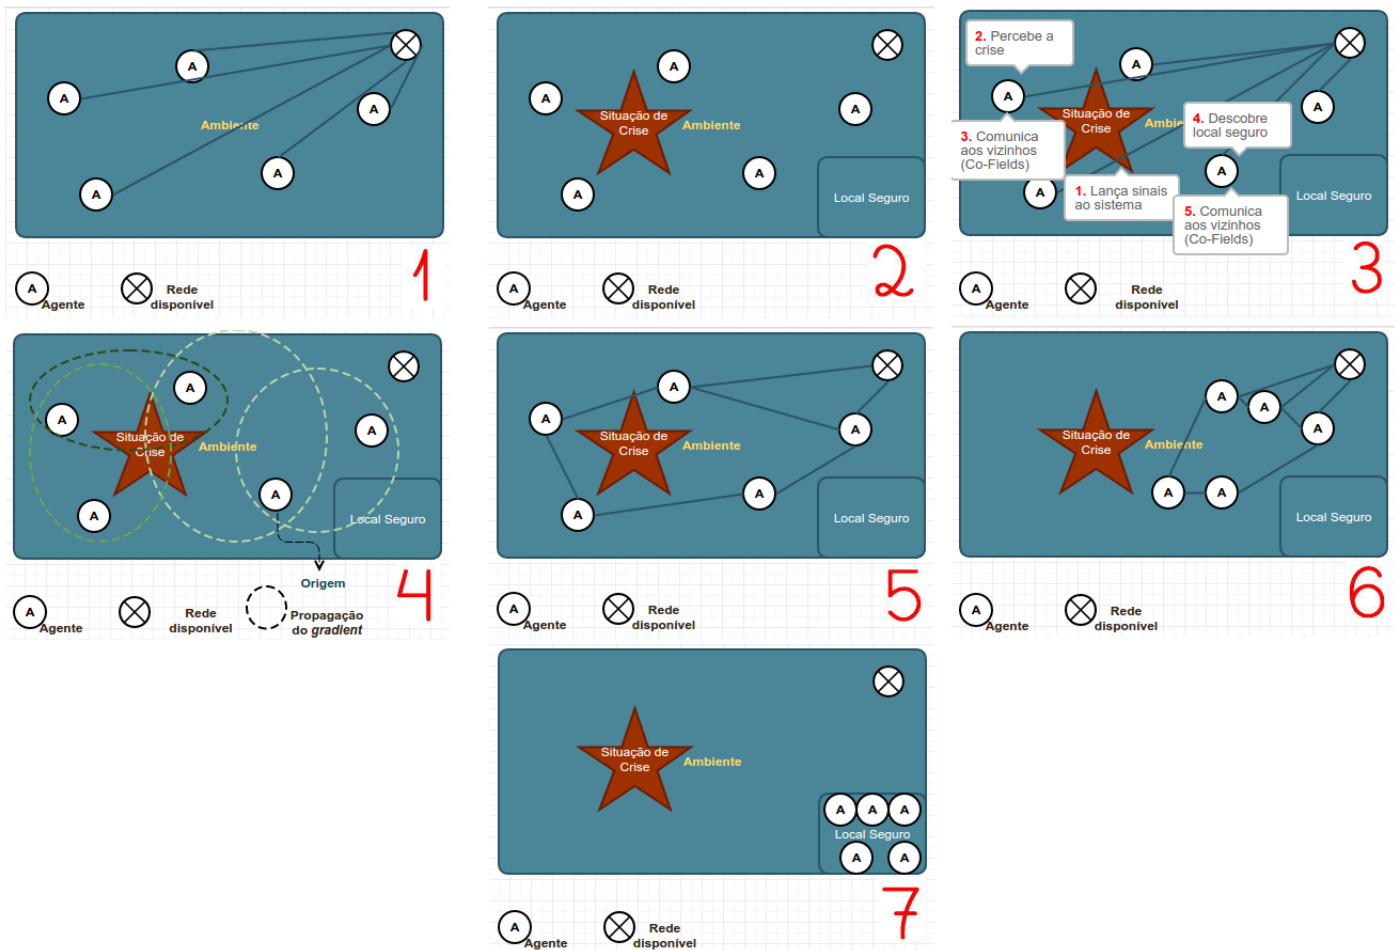 A
A
A
Ambiente
A
A
A
Agente
Rede
disponível
1
A
A
A
Situação de
Crise
Ambiente
A
A
Local Seguro
A
Agente
Rede
disponível
2
2. Percebe a
crise
A
A
A
Situação de
Crise
Ambie
4. Descobre
local seguro
3. Comunica
aos vizinhos
(Co-Fields)
A
A
1. Lança sinais
ao sistema
5. Comunica
aos vizinhos
(Co-Fields)
Local Seguro
A
Agente
Rede
disponível
3
A
A
A
Situação de
Crise
Ambiente
A
A
Local Seguro
Origem
A
Agente
Rede
disponível
Propagação
do gradient
4
A
A
A
Situação de
Crise
Ambiente
A
A
Local Seguro
A
Agente
Rede
disponível
5
A
A
A
Situação de
Crise
Ambiente
A
A
Local Seguro
A
Agente
Rede
disponível
6
Situação de
Crise
Ambiente
A
A
A
Local Seguro
A
A
A
Agente
Rede
disponível
7